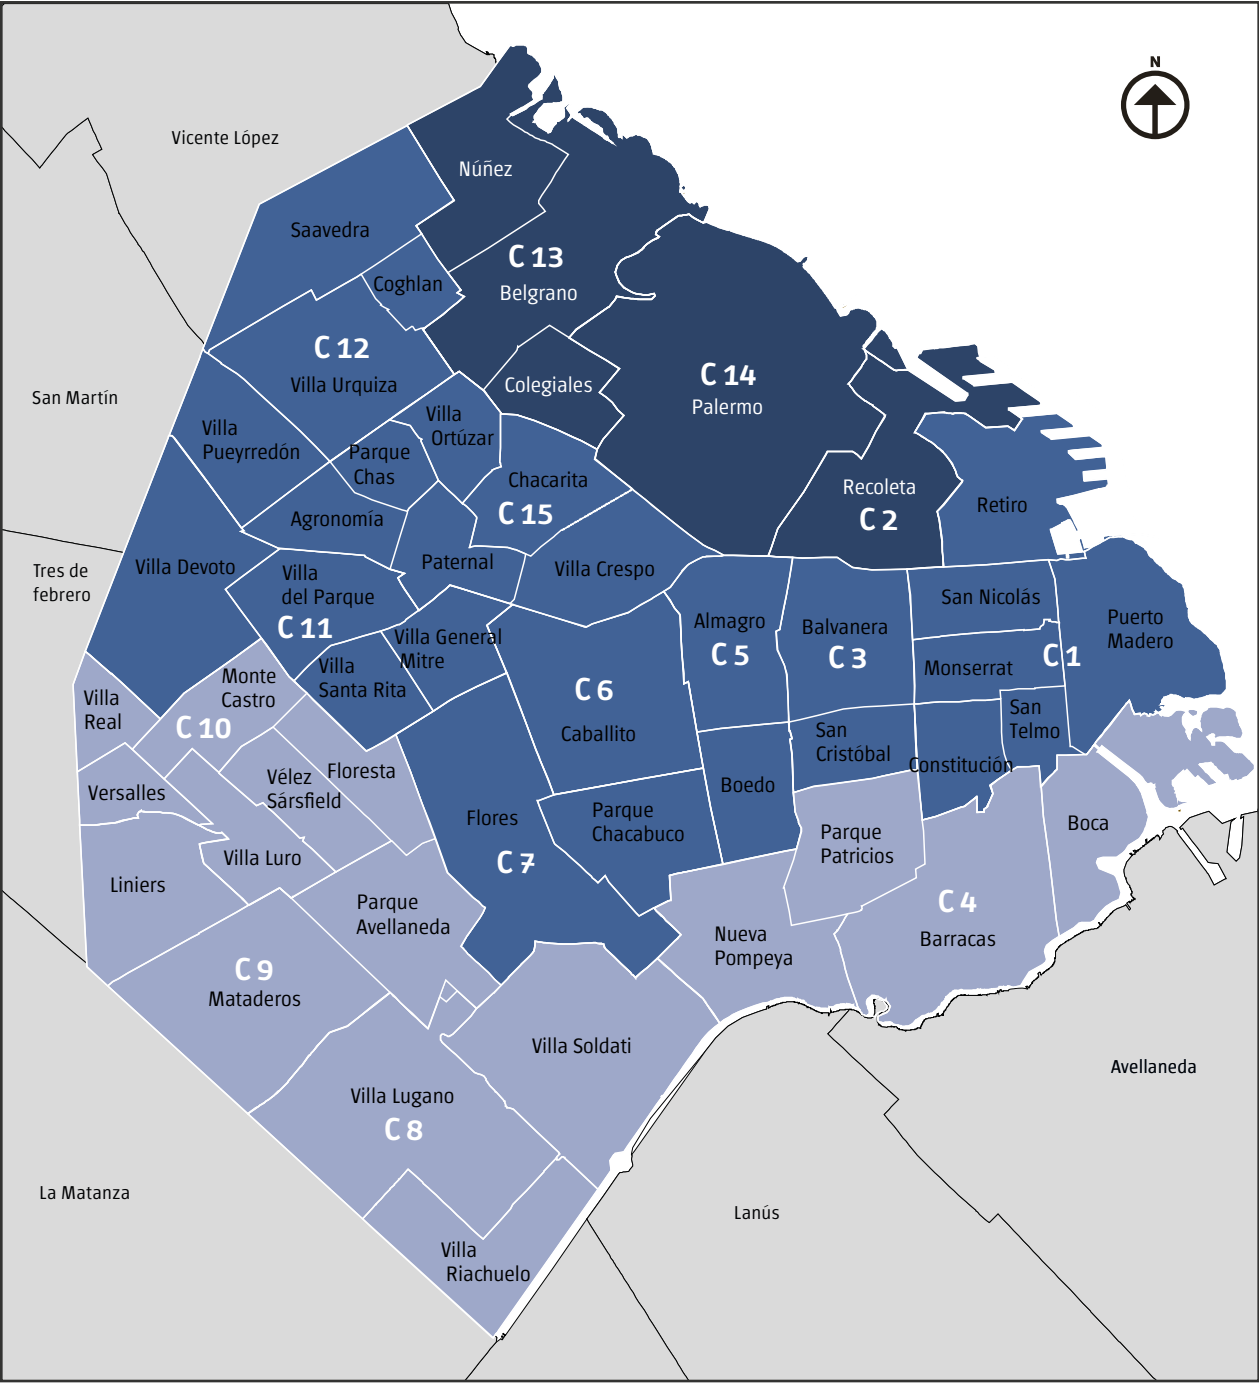 N
Vicente López
Núñez
Saavedra
C 13
Coghlan
Belgrano
C 12
C 14
Villa Urquiza
Colegiales
Palermo
San Martín
Villa
Pueyrredón
Villa
Ortúzar
Parque
Chas
Chacarita
Recoleta
C 15
C 2
Retiro
Agronomía
Villa Devoto
Paternal
Villa Crespo
Tres de
febrero
Villa
del Parque
San Nicolás
C 11
Villa General
Mitre
Almagro
C 5
Balvanera
C 3
Puerto
Madero
Monserrat
C 1
Villa
Santa Rita
Monte
Castro
C 6
Villa
Real
C 10
San
Telmo
Caballito
San
Cristóbal
Constitución
Floresta
Vélez
Sársfield
Versalles
Boedo
Flores
Parque
Chacabuco
Boca
Parque
Patricios
Villa Luro
C 7
Liniers
Parque
Avellaneda
C 4
Barracas
Nueva
Pompeya
C 9
Mataderos
Villa Soldati
Avellaneda
Villa Lugano
C 8
La Matanza
Lanús
Villa
Riachuelo